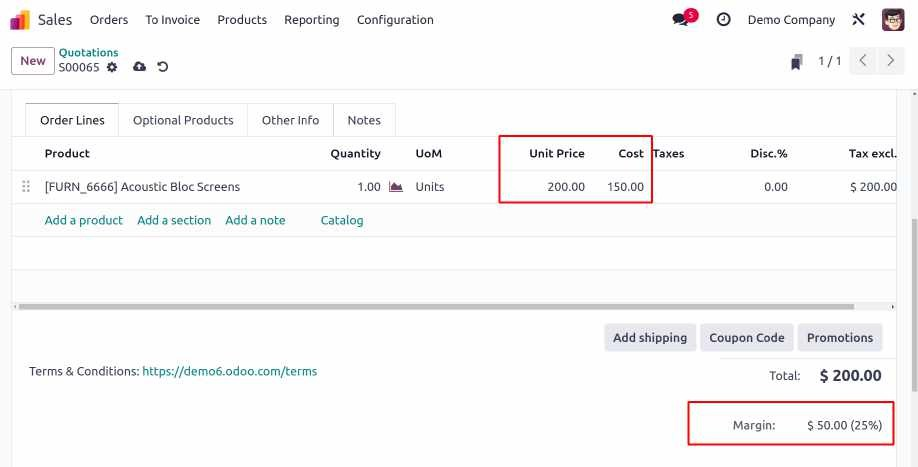 Sales Orders To Invoice Products Reporting Configuration 5 Demo Company
New Quotations
S00065 1 / 1
Order Lines Optional Products Other Info Notes
Product Quantity UoM Unit Price Cost Taxes Disc.% Tax excl.
[FURN_6666] Acoustic Bloc Screens 1.00 Units 200.00 150.00 0.00 $ 200.00
Add a product Add a section Add a note Catalog
Add shipping Coupon Code Promotions
Terms & Conditions: https://demo6.odoo.com/terms
Total: $ 200.00
Margin: $ 50.00 (25%)